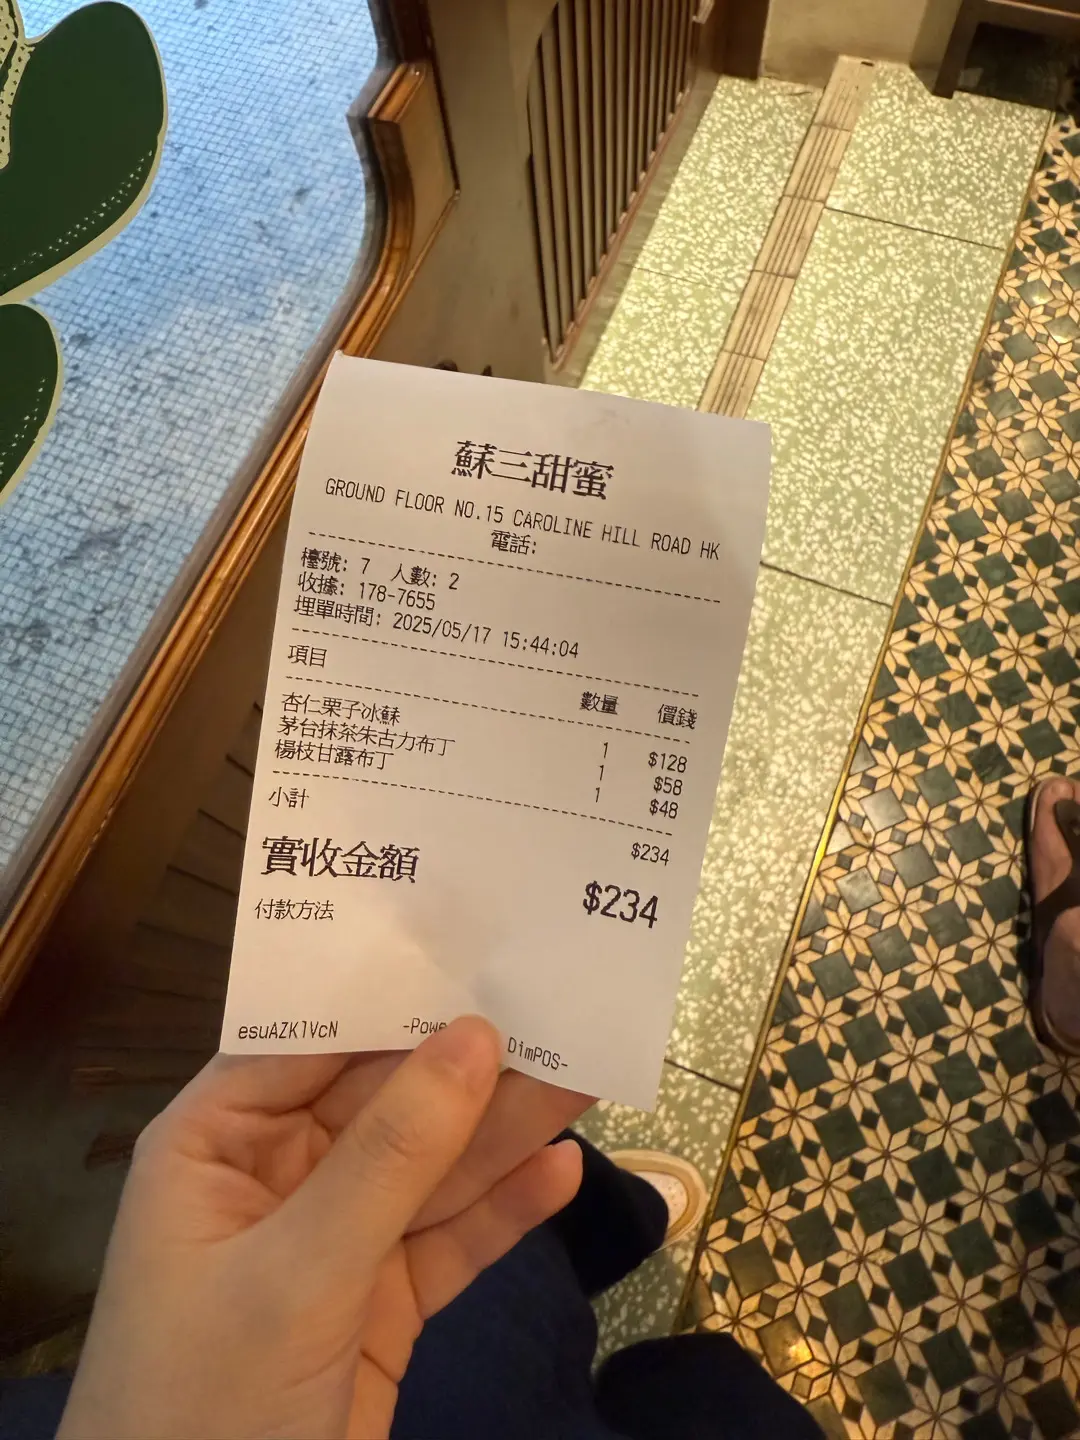 蘇三甜蜜
GROUND FLOOR NO.15 CAROLINE HILL ROAD HK
電話:
檯號: 7 人數: 2
收據: 178-7655
埋單時間: 2025/05/17 15:44:04
項目 數量 價錢
杏仁栗子冰蘇 1 $128
茅台抹茶朱古力布丁 1 $58
楊枝甘露布丁 1 $48
小計 $234
實收金額 $234
付款方法
esuAZKlVcN -Powe DimPOS-